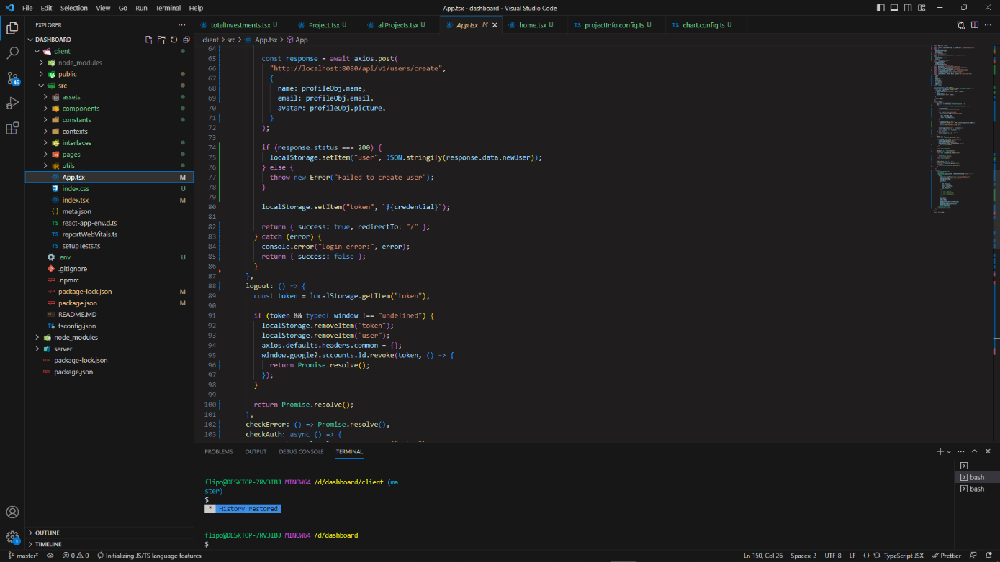 File Edit Selection View Go Run Terminal Help
App.tsx - dashboard - Visual Studio Code
EXPLORER
DASHBOARD
client
node_modules
public
src
assets
components
constants
contexts
interfaces
pages
utils
App.tsx M
index.css U
index.tsx M
meta.json
TS react-app-env.d.ts
TS reportWebVitals.ts
TS setupTests.ts
.env U
.gitignore
.npmrc
package-lock.json M
package.json M
README.MD
tsconfig.json
node_modules
server
package-lock.json
package.json
OUTLINE
TIMELINE
46
1
totalInvestments.tsx U Project.tsx U allProjects.tsx U App.tsx M home.tsx U TS projectInfo.config.ts U TS chart.config.ts U
client > src > App.tsx > App
64
65 const response = await axios.post(
66 "http://localhost:8080/api/v1/users/create",
67 {
68 name: profileObj.name,
69 email: profileObj.email,
70 avatar: profileObj.picture,
71 }
72 );
73
74 if (response.status === 200) {
75 localStorage.setItem("user", JSON.stringify(response.data.newUser));
76 } else {
77 throw new Error("Failed to create user");
78 }
79
80 localStorage.setItem("token", `${credential}`);
81
82 return { success: true, redirectTo: "/" };
83 } catch (error) {
84 console.error("Login error:", error);
85 return { success: false };
86 }
87 },
88 logout: () => {
89 const token = localStorage.getItem("token");
90
91 if (token && typeof window !== "undefined") {
92 localStorage.removeItem("token");
93 localStorage.removeItem("user");
94 axios.defaults.headers.common = {};
95 window.google?.accounts.id.revoke(token, () => {
96 return Promise.resolve();
97 });
98 }
99
100 return Promise.resolve();
101 },
102 checkError: () => Promise.resolve(),
103 checkAuth: async () => {
PROBLEMS OUTPUT DEBUG CONSOLE TERMINAL
flipo@DESKTOP-7RV3IBJ MINGW64 /d/dashboard/client (ma
ster)
$
* History restored
flipo@DESKTOP-7RV3IBJ MINGW64 /d/dashboard
$
bash
bash
master* 0 0 Initializing JS/TS language features
Ln 150, Col 26 Spaces: 2 UTF-8 LF {} TypeScript JSX Prettier